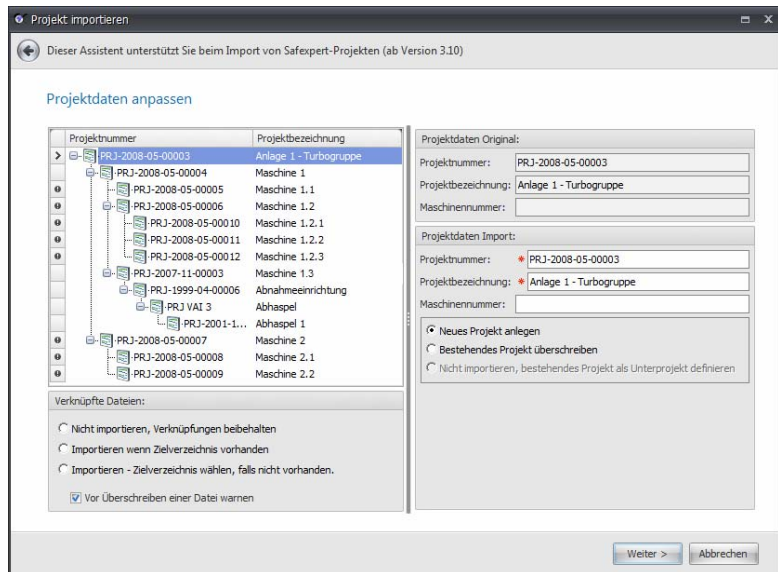 Projekt importieren
Dieser Assistent unterstützt Sie beim Import von Safexpert-Projekten (ab Version 3.10)
Projektdaten anpassen
Projektnummer Projektbezeichnung
PRJ-2008-05-00003 Anlage 1 - Turbogruppe
PRJ-2008-05-00004 Maschine 1
PRJ-2008-05-00005 Maschine 1.1
PRJ-2008-05-00006 Maschine 1.2
PRJ-2008-05-00010 Maschine 1.2.1
PRJ-2008-05-00011 Maschine 1.2.2
PRJ-2008-05-00012 Maschine 1.2.3
PRJ-2007-11-00003 Maschine 1.3
PRJ-1999-04-00006 Abnahmeeinrichtung
PRJ VAI 3 Abhaspel
PRJ-2001-1... Abhaspel 1
PRJ-2008-05-00007 Maschine 2
PRJ-2008-05-00008 Maschine 2.1
PRJ-2008-05-00009 Maschine 2.2
Verknüpfte Dateien:
Nicht importieren, Verknüpfungen beibehalten
Importieren wenn Zielverzeichnis vorhanden
Importieren - Zielverzeichnis wählen, falls nicht vorhanden.
Vor Überschreiben einer Datei warnen
Projektdaten Original:
Projektnummer: PRJ-2008-05-00003
Projektbezeichnung: Anlage 1 - Turbogruppe
Maschinennummer:
Projektdaten Import:
Projektnummer: * PRJ-2008-05-00003
Projektbezeichnung: * Anlage 1 - Turbogruppe
Maschinennummer:
Neues Projekt anlegen
Bestehendes Projekt überschreiben
Nicht importieren, bestehendes Projekt als Unterprojekt definieren
Weiter > Abbrechen